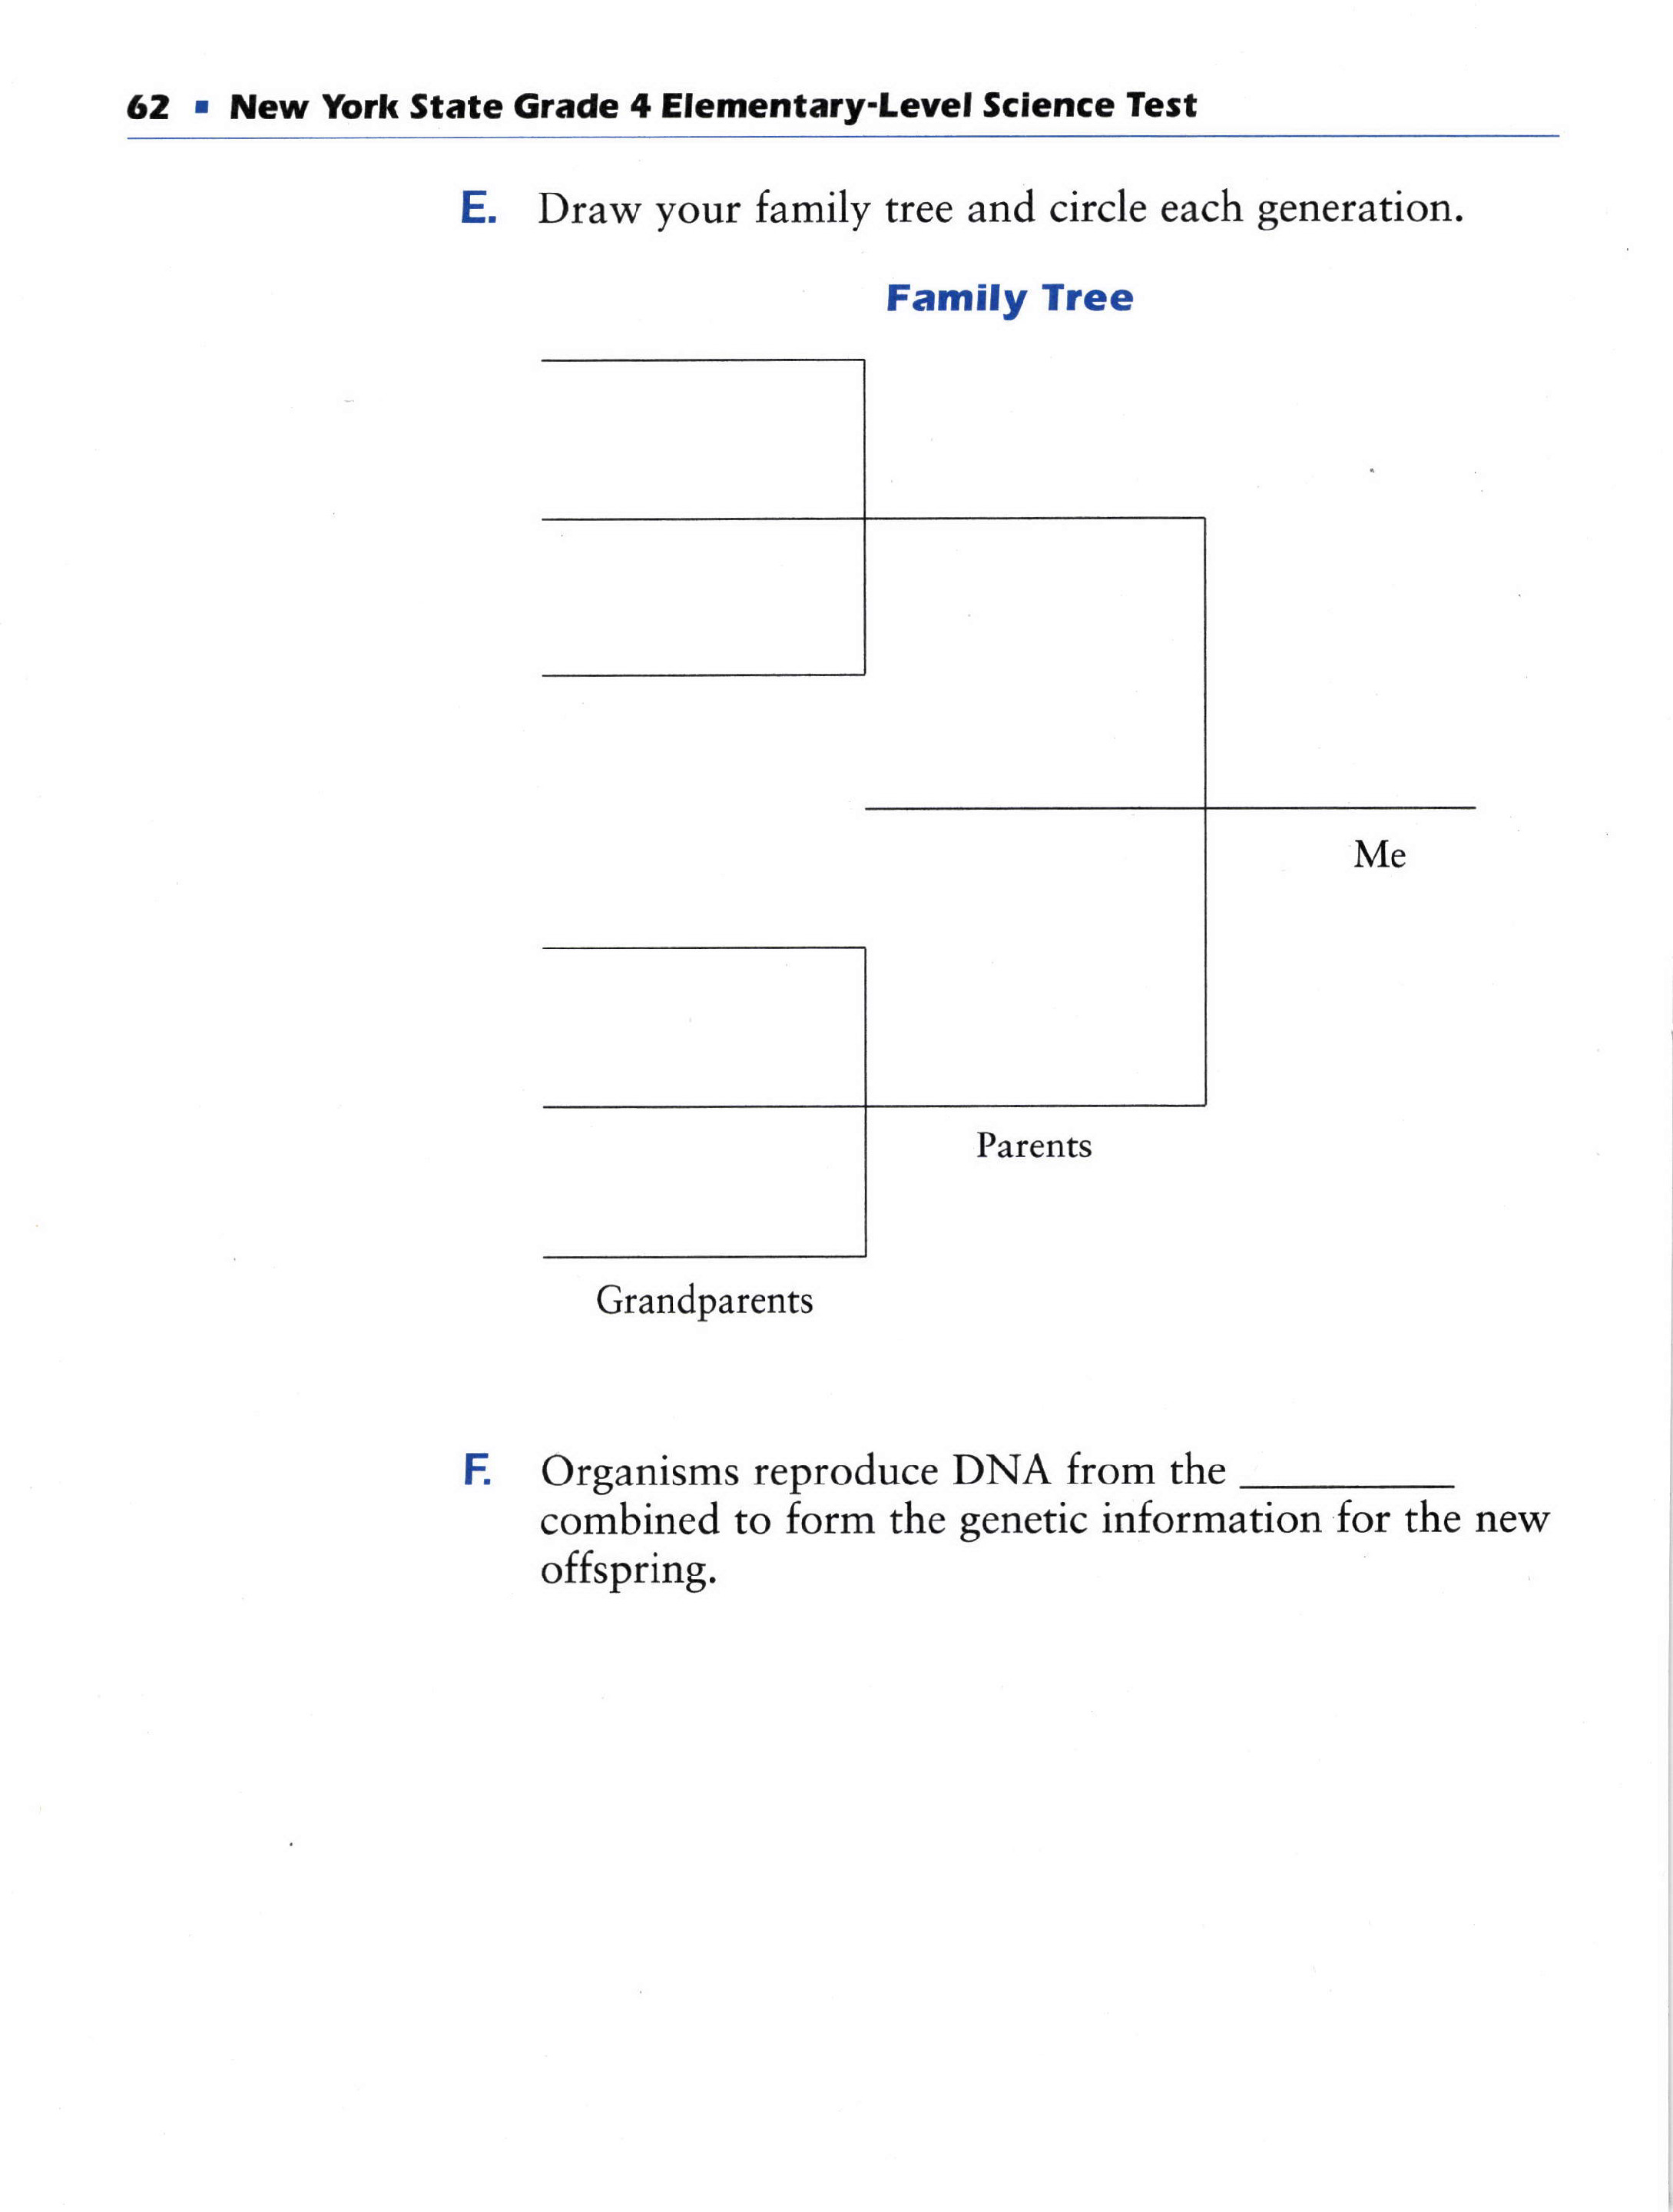 62 ▪ New York State Grade 4 Elementary-Level Science Test
E. Draw your family tree and circle each generation.
Family Tree
Me
Parents
Grandparents
F. Organisms reproduce DNA from the __________
combined to form the genetic information for the new
offspring.